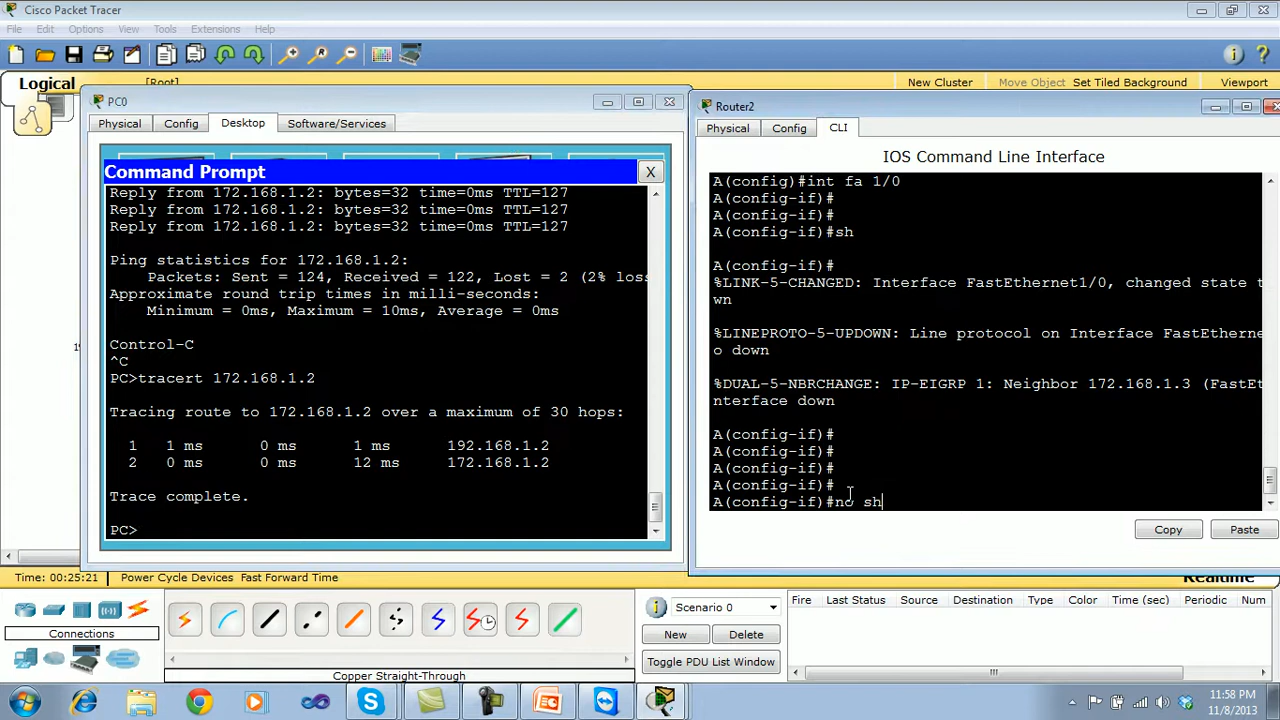 Cisco Packet Tracer
File Edit Options View Tools Extensions Help
Logical [Root] New Cluster Move Object Set Tiled Background Viewport
PC0
Physical Config Desktop Software/Services
Command Prompt X
Reply from 172.168.1.2: bytes=32 time=0ms TTL=127
Reply from 172.168.1.2: bytes=32 time=0ms TTL=127
Reply from 172.168.1.2: bytes=32 time=0ms TTL=127
Ping statistics for 172.168.1.2:
Packets: Sent = 124, Received = 122, Lost = 2 (2% loss
Approximate round trip times in milli-seconds:
Minimum = 0ms, Maximum = 10ms, Average = 0ms
Control-C
^C
PC>tracert 172.168.1.2
Tracing route to 172.168.1.2 over a maximum of 30 hops:
1 1 ms 0 ms 1 ms 192.168.1.2
2 0 ms 0 ms 12 ms 172.168.1.2
Trace complete.
PC>
Router2
Physical Config CLI
IOS Command Line Interface
A(config)#int fa 1/0
A(config-if)#
A(config-if)#
A(config-if)#sh
A(config-if)#
%LINK-5-CHANGED: Interface FastEthernet1/0, changed state t
wn
%LINEPROTO-5-UPDOWN: Line protocol on Interface FastEtherne
o down
%DUAL-5-NBRCHANGE: IP-EIGRP 1: Neighbor 172.168.1.3 (FastEt
nterface down
A(config-if)#
A(config-if)#
A(config-if)#
A(config-if)#
A(config-if)#no sh
Copy Paste
Time: 00:25:21 Power Cycle Devices Fast Forward Time Realtime
Connections
Copper Straight-Through
Scenario 0
New Delete
Toggle PDU List Window
Fire Last Status Source Destination Type Color Time (sec) Periodic Num
11:58 PM
11/8/2013